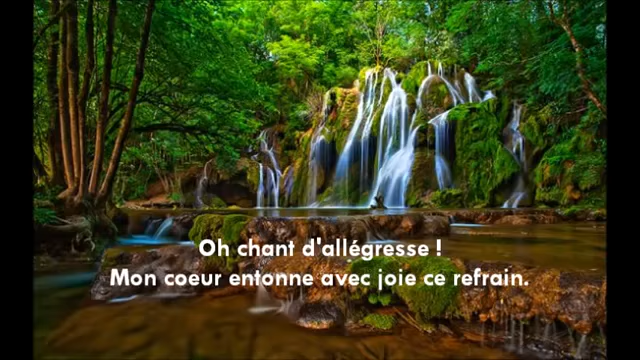 Oh chant d'allégresse !
Mon coeur entonne avec joie ce refrain.